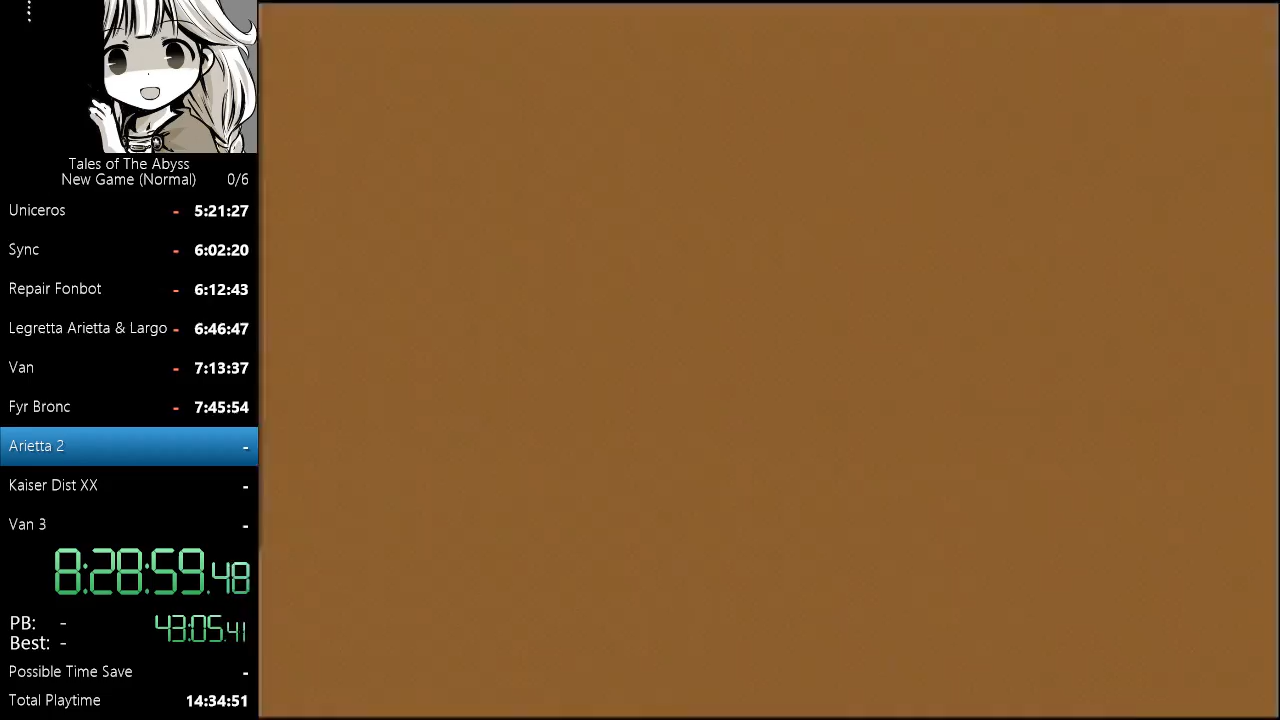 Tales of The Abyss
New Game (Normal) 0/6
Uniceros - 5:21:27
Sync - 6:02:20
Repair Fonbot - 6:12:43
Legretta Arietta & Largo - 6:46:47
Van - 7:13:37
Fyr Bronc - 7:45:54
Arietta 2 -
Kaiser Dist XX -
Van 3 -
8:28:59.48
PB: - 43:05.41
Best: -
Possible Time Save -
Total Playtime 14:34:51